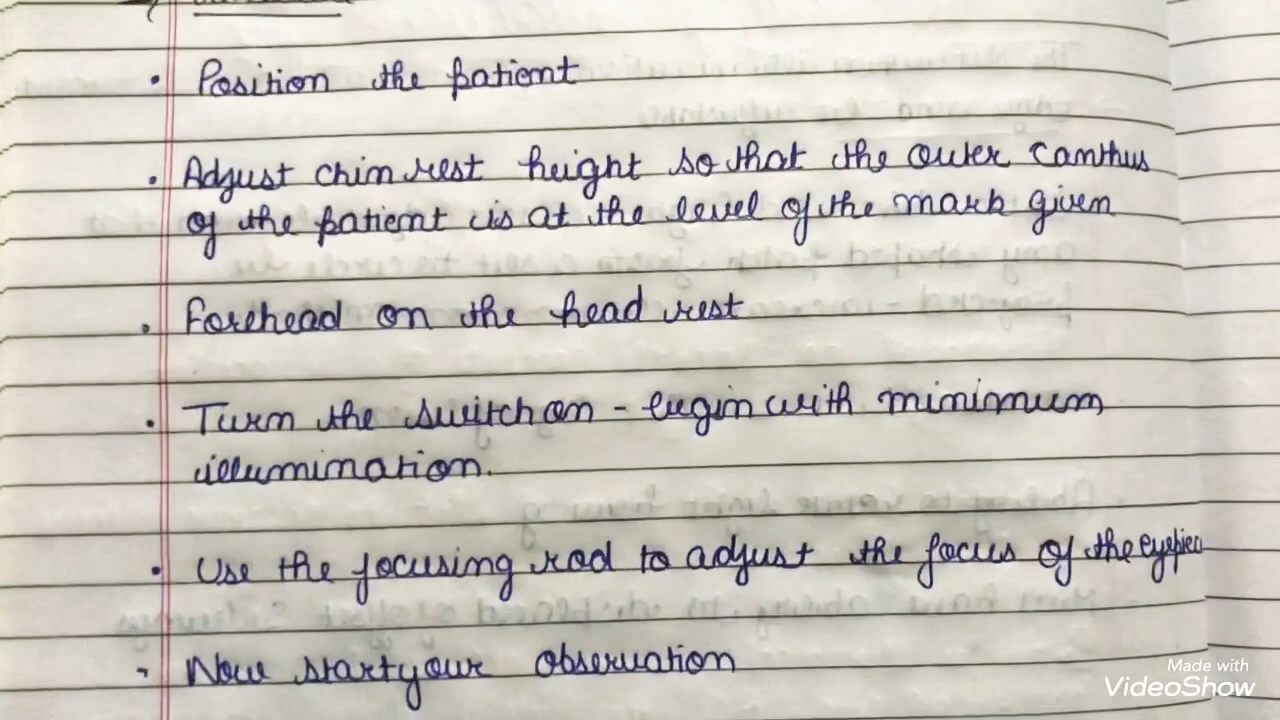 • Position the patient
• Adjust chin rest height so that the outer canthus
of the patient is at the level of the mark given
• Forehead on the head rest
• Turn the switch on - begin with minimum
illumination.
• Use the focusing rod to adjust the focus of the eyepiec
- Now start your observation
Made with
VideoShow